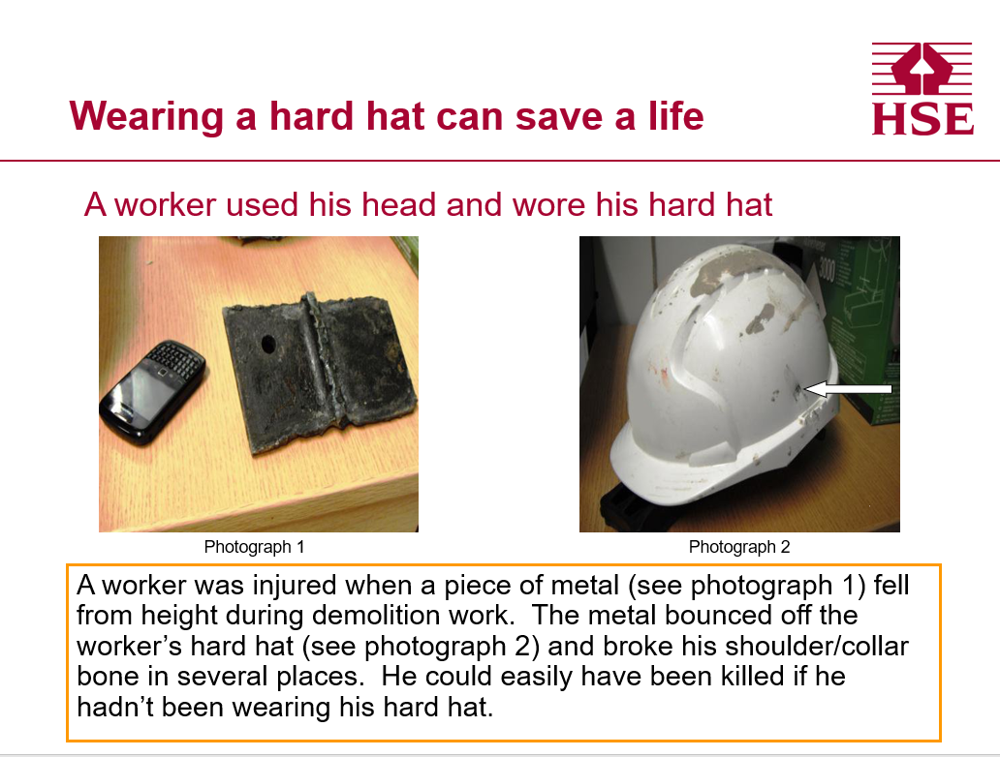 HSE
Wearing a hard hat can save a life
A worker used his head and wore his hard hat
3000
Photograph 1
Photograph 2
A worker was injured when a piece of metal (see photograph 1) fell
from height during demolition work.  The metal bounced off the
worker’s hard hat (see photograph 2) and broke his shoulder/collar
bone in several places.  He could easily have been killed if he
hadn’t been wearing his hard hat.